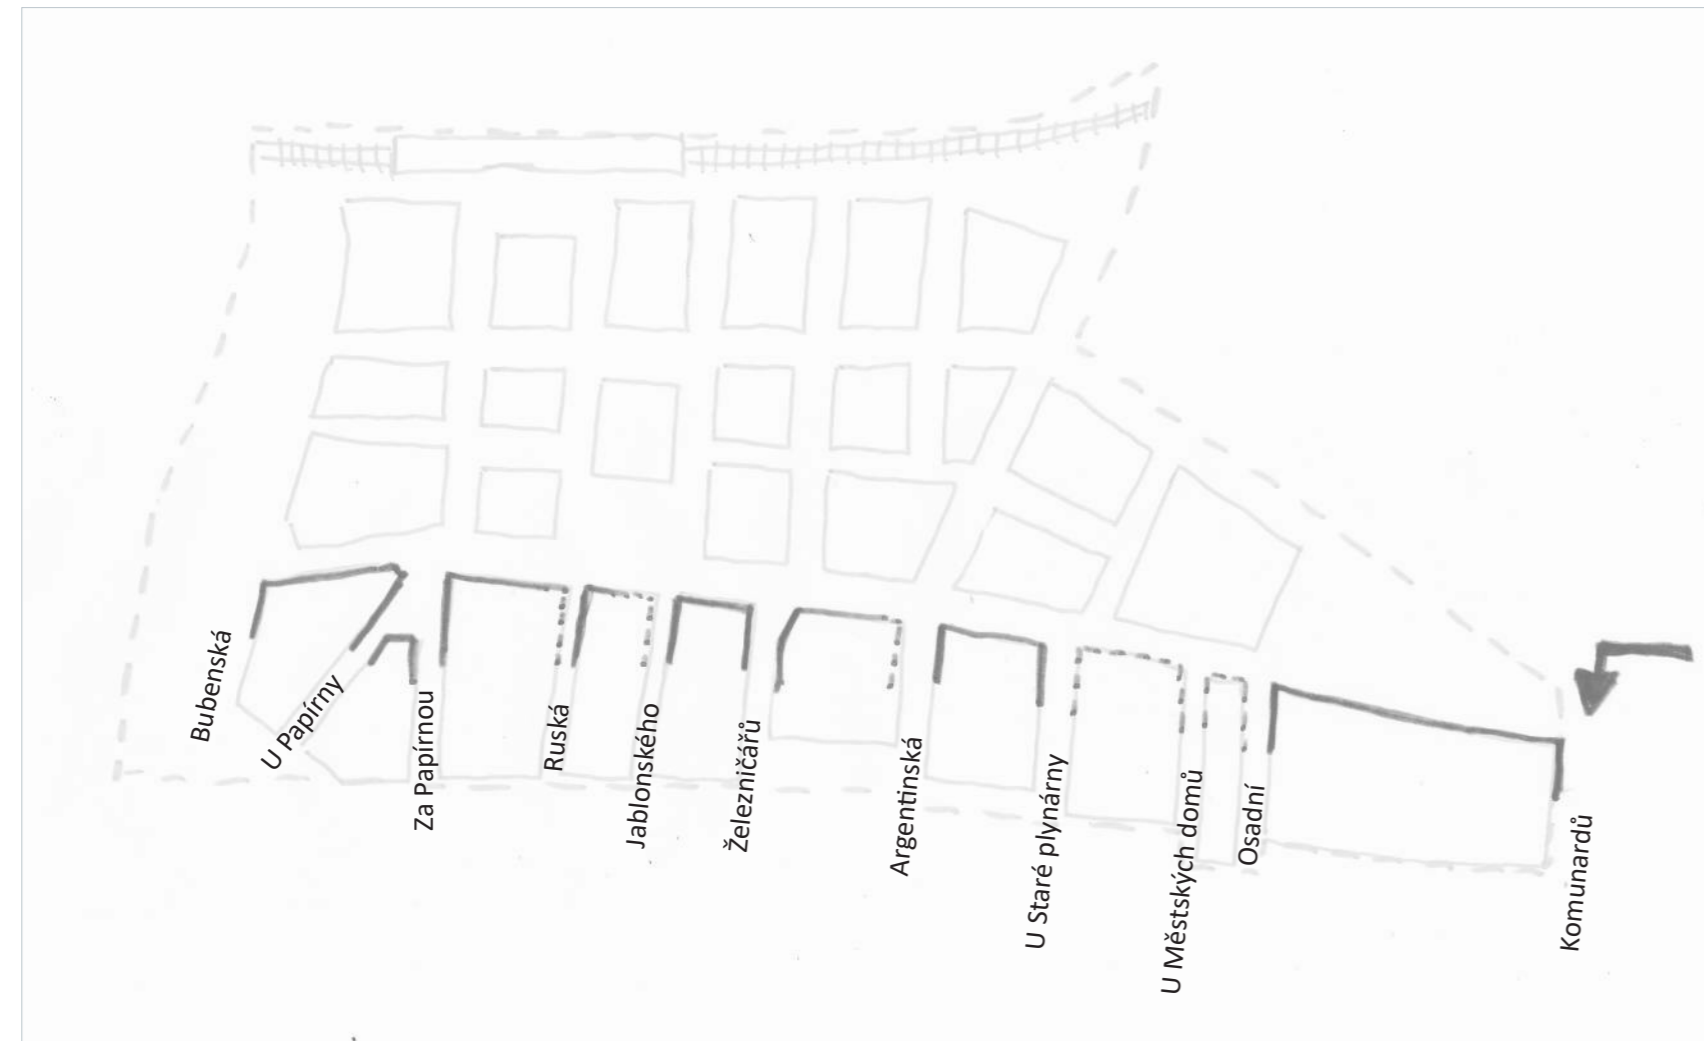 Bubenská
U Papírny
Za Papírnou
Ruská
Jablonského
Železničářů
Argentinská
U Staré plynárny
U Městských domů
Osadní
Komunardů